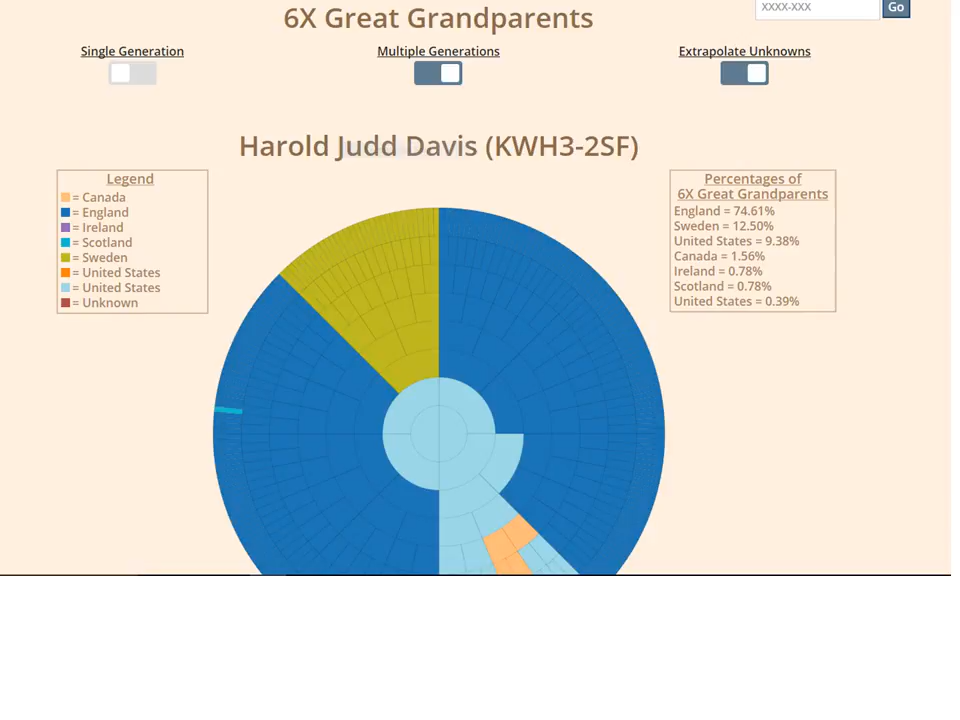 6X Great Grandparents
XXXX-XXX
Go
Single Generation
Multiple Generations
Extrapolate Unknowns
Harold Judd Davis (KWH3-2SF)
Legend
= Canada
= England
= Ireland
= Scotland
= Sweden
= United States
= United States
= Unknown
Percentages of
6X Great Grandparents
England = 74.61%
Sweden = 12.50%
United States = 9.38%
Canada = 1.56%
Ireland = 0.78%
Scotland = 0.78%
United States = 0.39%